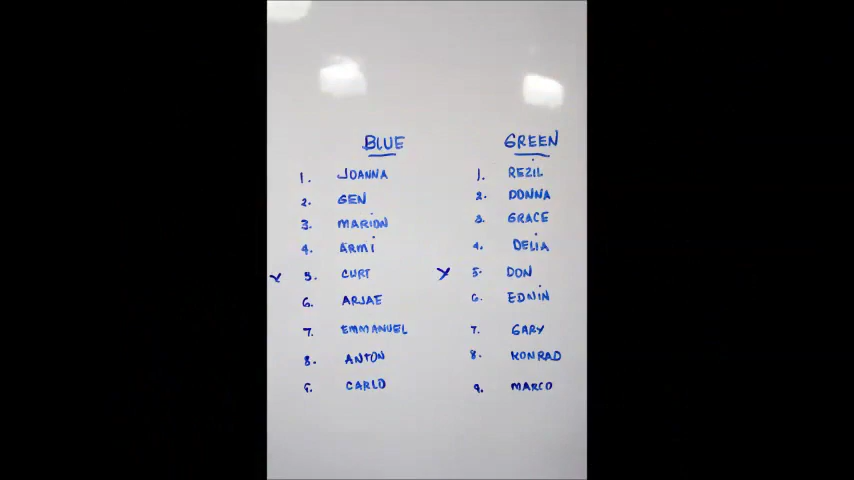 BLUE
1. JOANNA
2. GEN
3. MARION
4. ARMI
5. CURT
6. ARJAE
7. EMMANUEL
8. ANTON
9. CARLO
GREEN
1. REZIL
2. DONNA
3. GRACE
4. DELIA
5. DON
6. EDWIN
7. GARY
8. KONRAD
9. MARCO